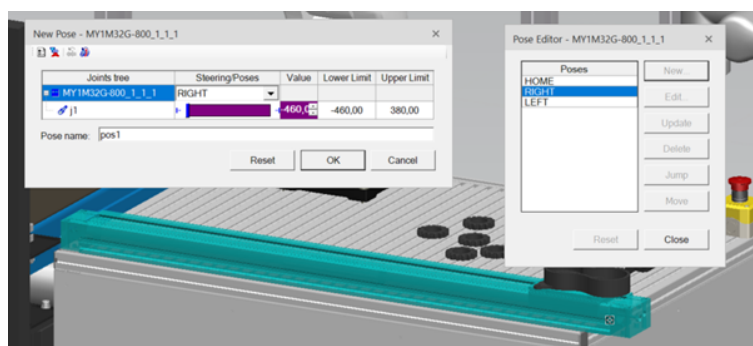 New Pose - MY1M32G-800_1_1_1
Joints tree Steering/Poses Value Lower Limit Upper Limit
MY1M32G-800_1_1_1 RIGHT
j1 -460,00 380,00
Pose name: pos1
Reset OK Cancel
Pose Editor - MY1M32G-800_1_1_1
Poses
HOME
RIGHT
LEFT
New...
Edit...
Update
Delete
Jump
Move
Reset Close